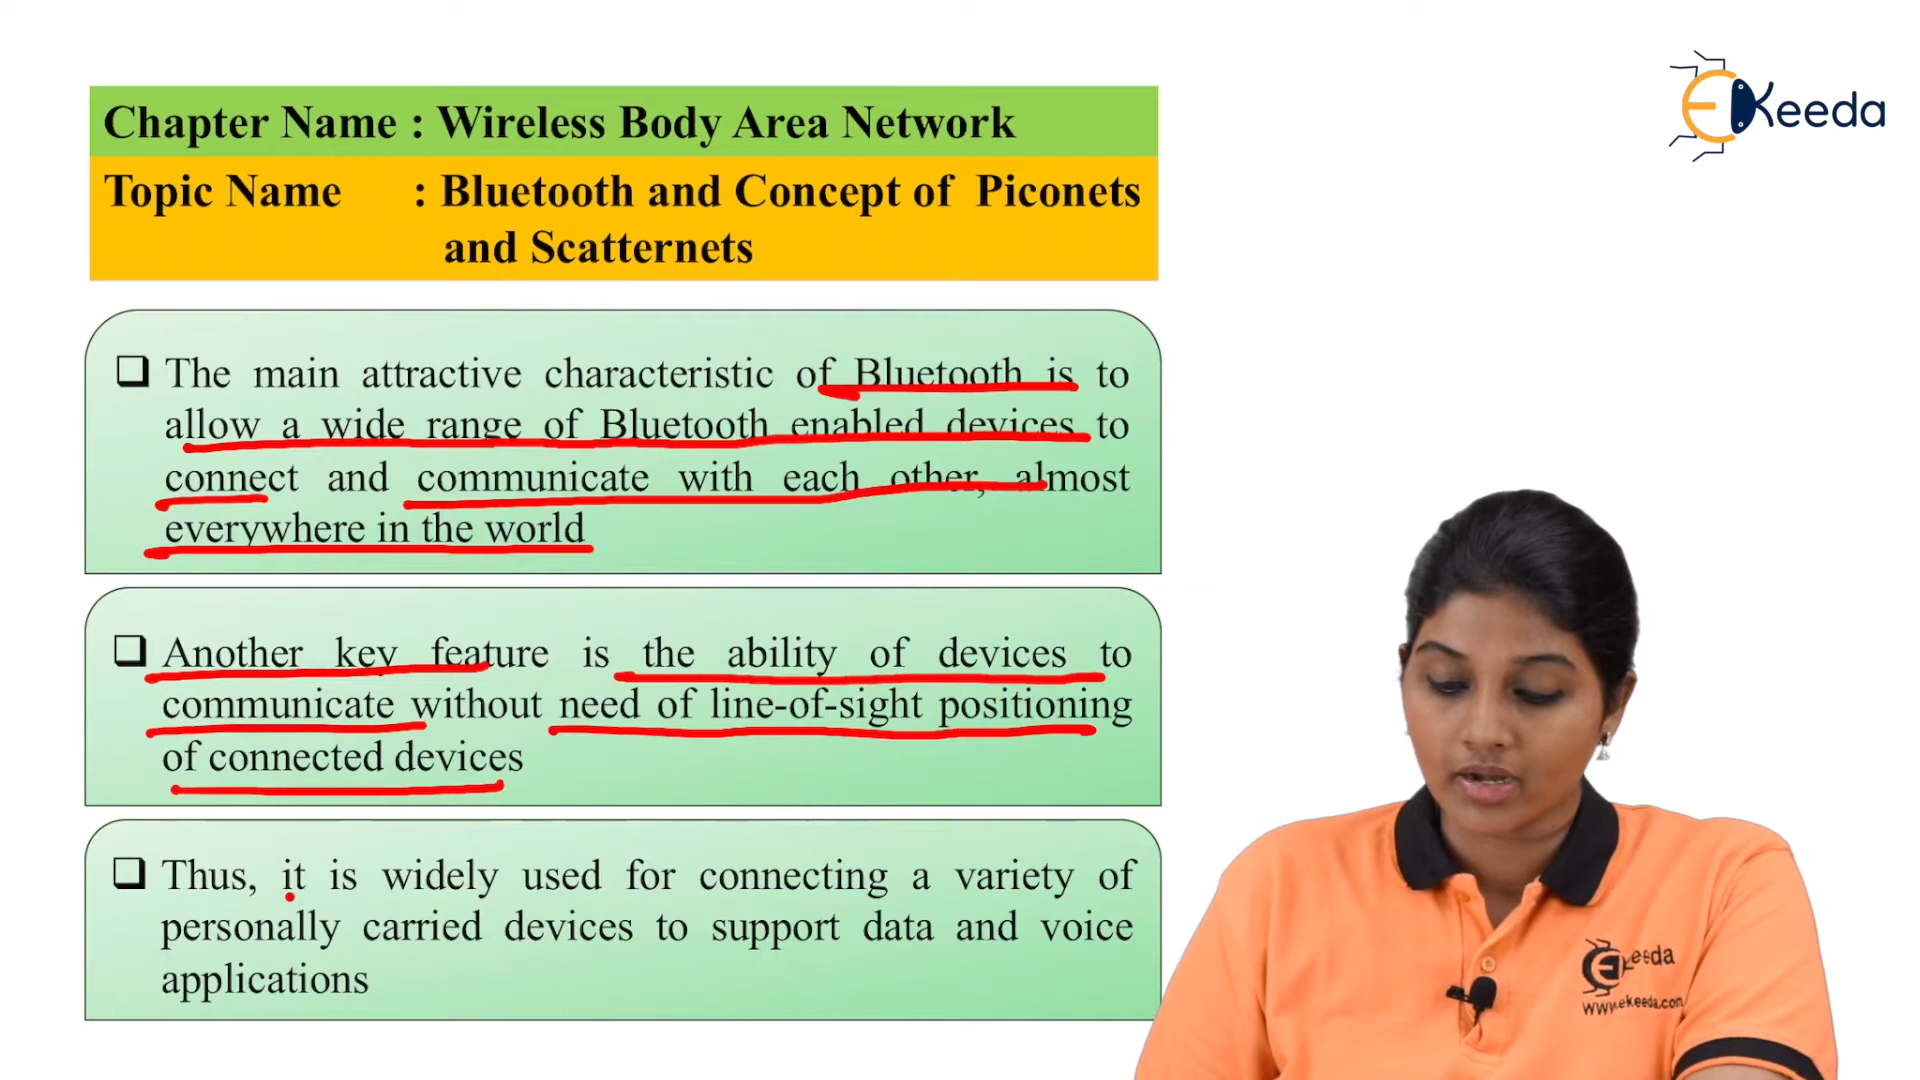 Chapter Name : Wireless Body Area Network
Topic Name : Bluetooth and Concept of Piconets
and Scatternets
EKeeda
The main attractive characteristic of Bluetooth is to
allow a wide range of Bluetooth enabled devices to
connect and communicate with each other, almost
everywhere in the world
Another key feature is the ability of devices to
communicate without need of line-of-sight positioning
of connected devices
Thus, it is widely used for connecting a variety of
personally carried devices to support data and voice
applications
EKeeda
www.ekeeda.com